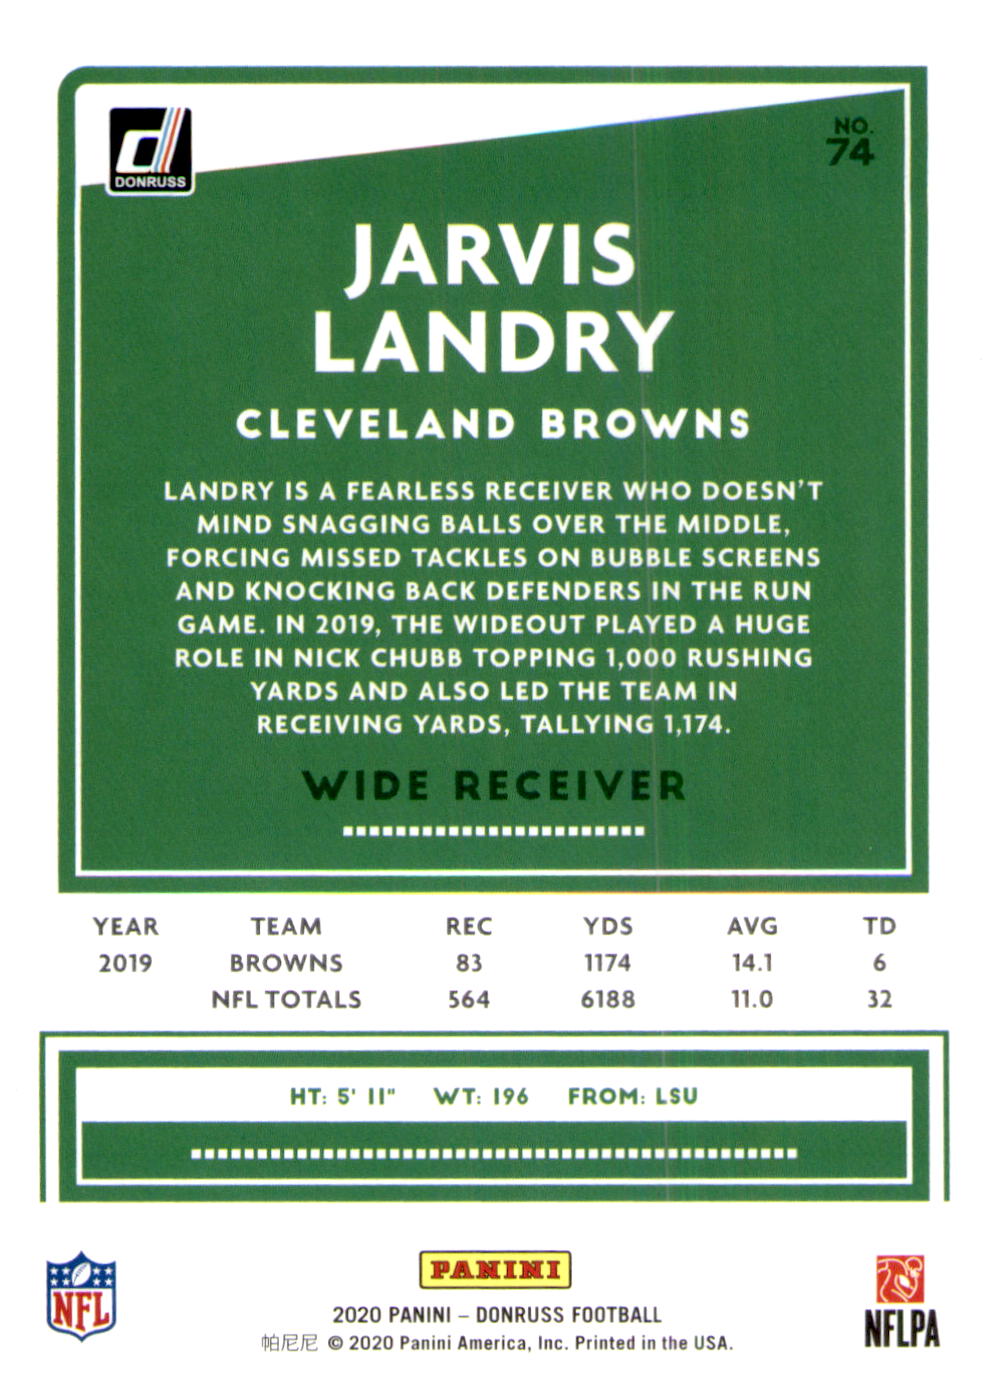 DONRUSS
NO.
74
JARVIS
LANDRY
CLEVELAND BROWNS
LANDRY IS A FEARLESS RECEIVER WHO DOESN'T
MIND SNAGGING BALLS OVER THE MIDDLE,
FORCING MISSED TACKLES ON BUBBLE SCREENS
AND KNOCKING BACK DEFENDERS IN THE RUN
GAME. IN 2019, THE WIDEOUT PLAYED A HUGE
ROLE IN NICK CHUBB TOPPING 1,000 RUSHING
YARDS AND ALSO LED THE TEAM IN
RECEIVING YARDS, TALLYING 1,174.
WIDE RECEIVER
YEAR TEAM REC YDS AVG TD
2019 BROWNS 83 1174 14.1 6
NFL TOTALS 564 6188 11.0 32
HT: 5' 11" WT: 196 FROM: LSU
NFL
PANINI
NFLPA
2020 PANINI – DONRUSS FOOTBALL
帕尼尼 © 2020 Panini America, Inc. Printed in the USA.